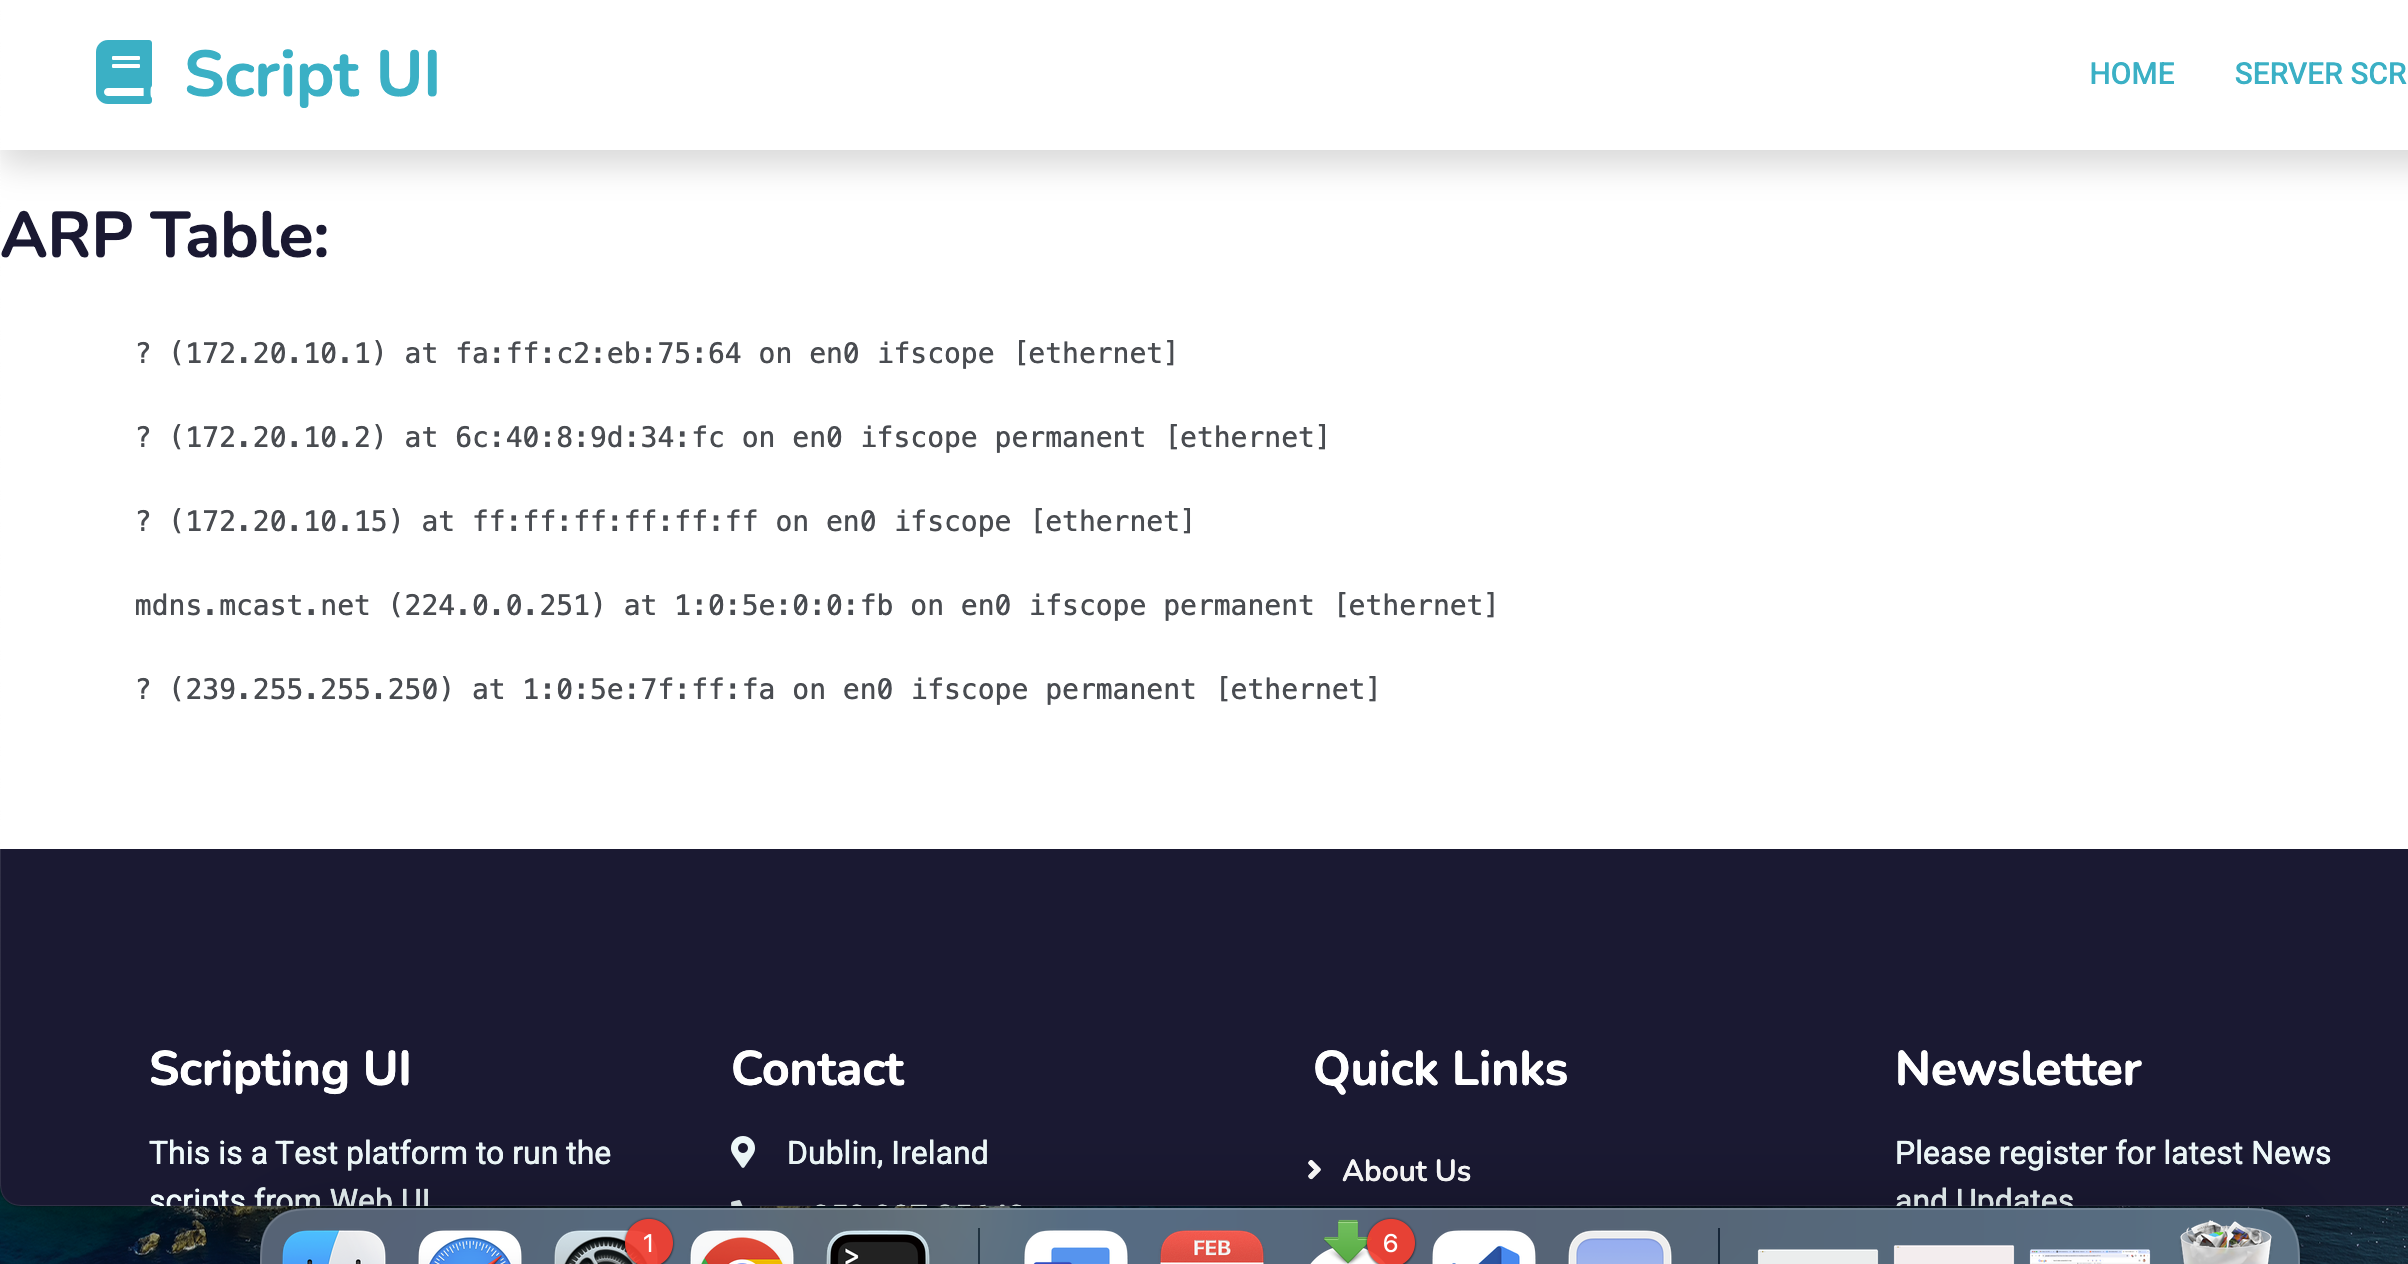 Script UI
HOME SERVER SCR
ARP Table:
? (172.20.10.1) at fa:ff:c2:eb:75:64 on en0 ifscope [ethernet]
? (172.20.10.2) at 6c:40:8:9d:34:fc on en0 ifscope permanent [ethernet]
? (172.20.10.15) at ff:ff:ff:ff:ff:ff on en0 ifscope [ethernet]
mdns.mcast.net (224.0.0.251) at 1:0:5e:0:0:fb on en0 ifscope permanent [ethernet]
? (239.255.255.250) at 1:0:5e:7f:ff:fa on en0 ifscope permanent [ethernet]
Scripting UI
This is a Test platform to run the
scripts from Web UI
Contact
Dublin, Ireland
Quick Links
About Us
Newsletter
Please register for latest News
and Updates
1
>
FEB
6